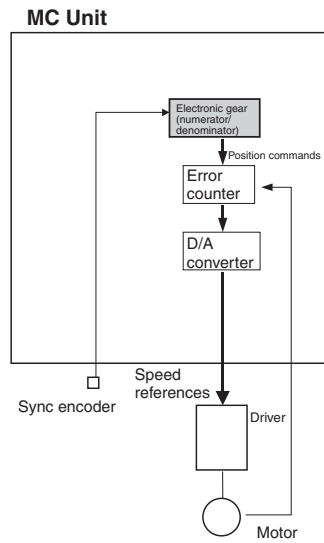 MC Unit
Electronic gear
(numerator/
denominator)
Position commands
Error
counter
D/A
converter
Speed
references
Sync encoder
Driver
Motor